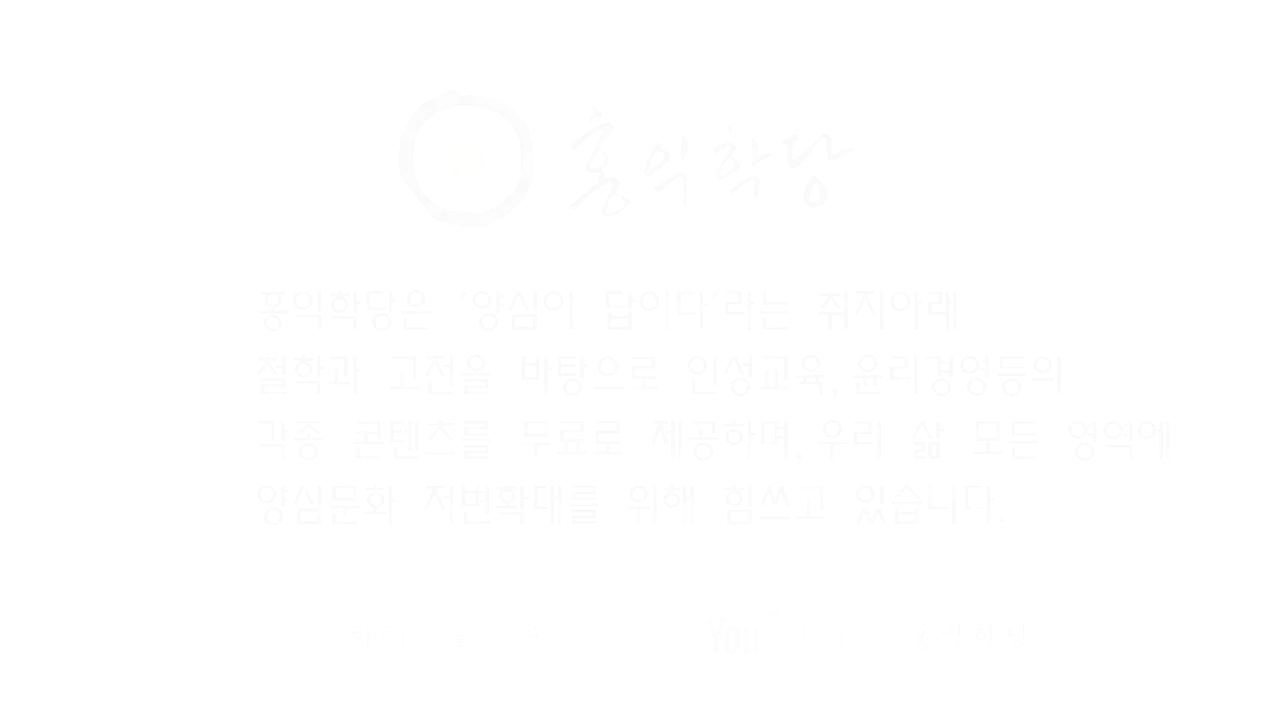 홍익학당
홍익학당은 '양심이 답이다'라는 취지아래
철학과 고전을 바탕으로 인성교육, 윤리경영등의
각종 콘텐츠를 무료로 제공하며, 우리 삶 모든 영역에
양심문화 저변확대를 위해 힘쓰고 있습니다.
You